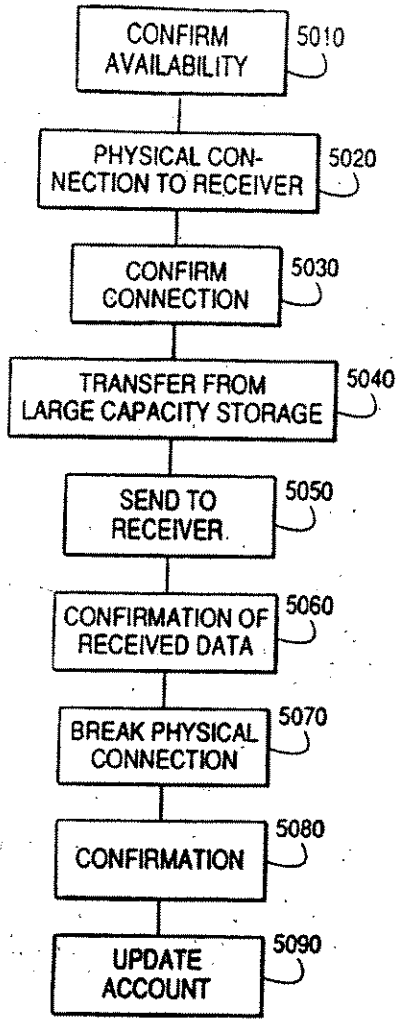 CONFIRM
AVAILABILITY
5010
PHYSICAL CON-
NECTION TO RECEIVER
5020
CONFIRM
CONNECTION
5030
TRANSFER FROM
LARGE CAPACITY STORAGE
5040
SEND TO
RECEIVER
5050
CONFIRMATION OF
RECEIVED DATA
5060
BREAK PHYSICAL
CONNECTION
5070
CONFIRMATION
5080
UPDATE
ACCOUNT
5090